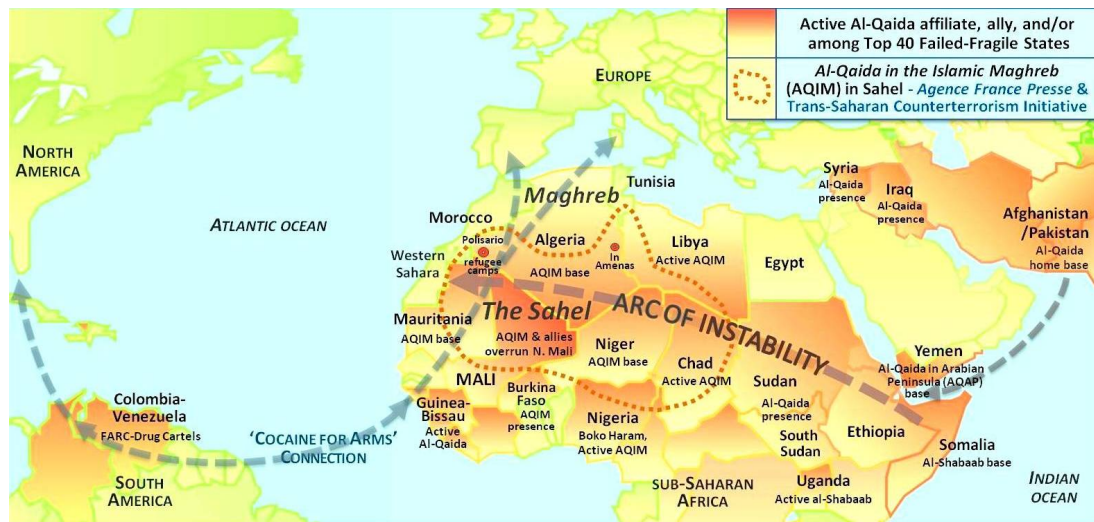 Active Al-Qaida affiliate, ally, and/or
among Top 40 Failed-Fragile States
Al-Qaida in the Islamic Maghreb
(AQIM) in Sahel - Agence France Presse &
Trans-Saharan Counterterrorism Initiative
EUROPE
NORTH
AMERICA
ATLANTIC OCEAN
Maghreb
Tunisia
Morocco
Polisario
refugee
camps
Western
Sahara
Algeria
AQIM base
In
Amenas
Libya
Active AQIM
Egypt
Syria
Al-Qaida
presence
Iraq
Al-Qaida
presence
Afghanistan
/Pakistan
Al-Qaida
home base
The Sahel
AQIM & allies
overrun N. Mali
ARC OF INSTABILITY
Mauritania
AQIM base
MALI
Niger
AQIM base
Chad
Active AQIM
Sudan
Al-Qaida
presence
Yemen
Al-Qaida in Arabian
Peninsula (AQAP)
base
Burkina
Faso
AQIM
presence
Guinea-
Bissau
Active
Al-Qaida
Nigeria
Boko Haram,
Active AQIM
South
Sudan
Ethiopia
Somalia
Al-Shabaab base
Colombia-
Venezuela
FARC-Drug Cartels
'COCAINE FOR ARMS'
CONNECTION
SOUTH
AMERICA
SUB-SAHARAN
AFRICA
Uganda
Active al-Shabaab
INDIAN
OCEAN